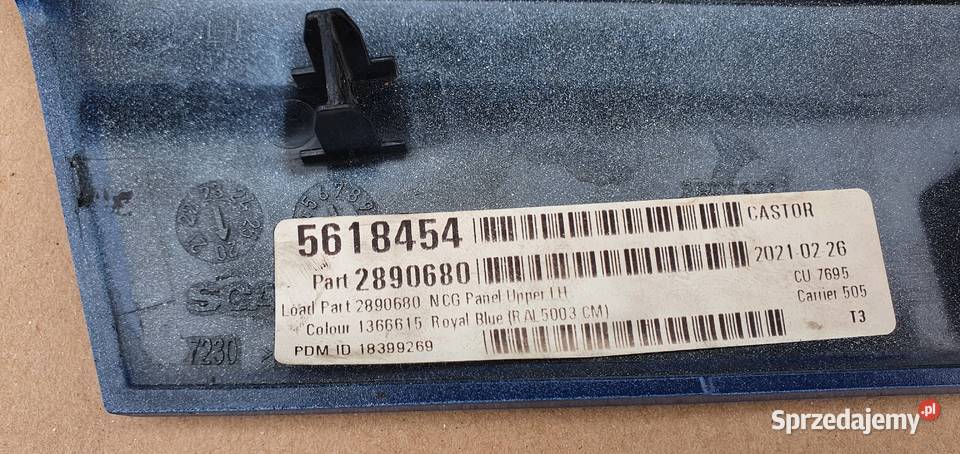 5618454 CASTOR
Part 2890680 2021-02-26
Load Part 2890680 NCG Panel Upper LH CU 7695
Colour 1366615 Royal Blue (RAL5003 CM) Carrier 505
PDM ID 18399269 T3
7230
Sprzedajemy.pl